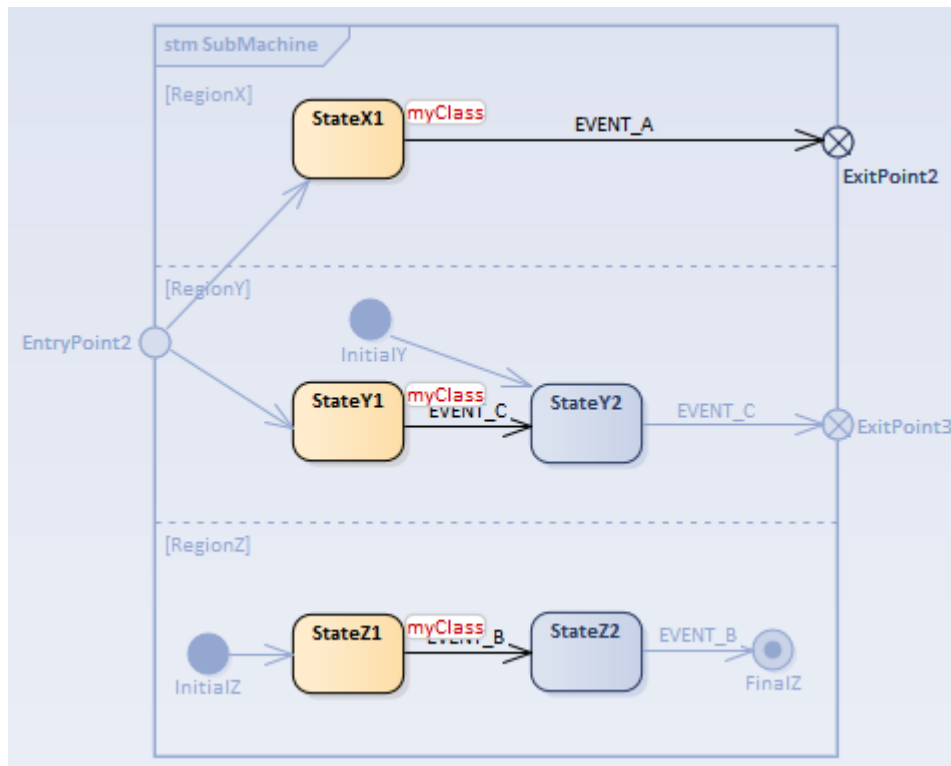 stm SubMachine
[RegionX]
StateX1
myClass
EVENT_A
ExitPoint2
[RegionY]
EntryPoint2
InitialY
StateY1
myClass
EVENT_C
StateY2
EVENT_C
ExitPoint3
[RegionZ]
StateZ1
myClass
EVENT_B
StateZ2
EVENT_B
InitialZ
FinalZ